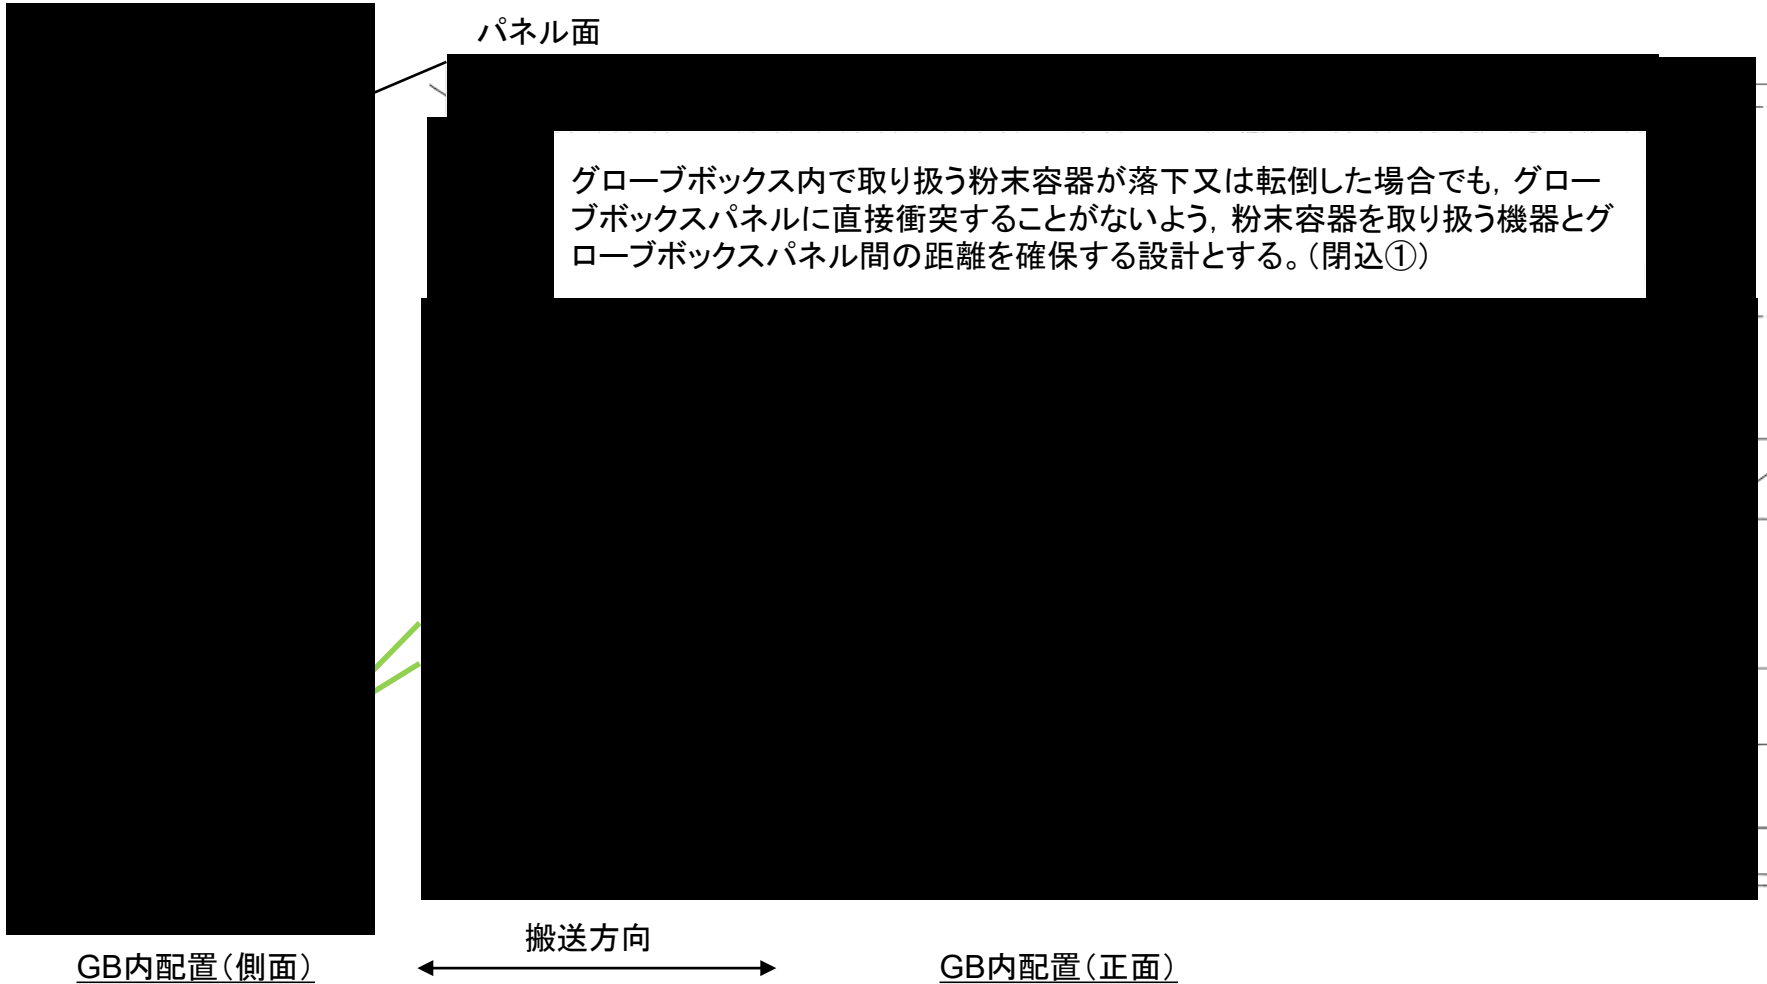 パネル面
グローブボックス内で取り扱う粉末容器が落下又は転倒した場合でも，グロー
ブボックスパネルに直接衝突することがないよう，粉末容器を取り扱う機器とグ
ローブボックスパネル間の距離を確保する設計とする。（閉込①）
搬送方向
GB内配置（側面）
GB内配置（正面）